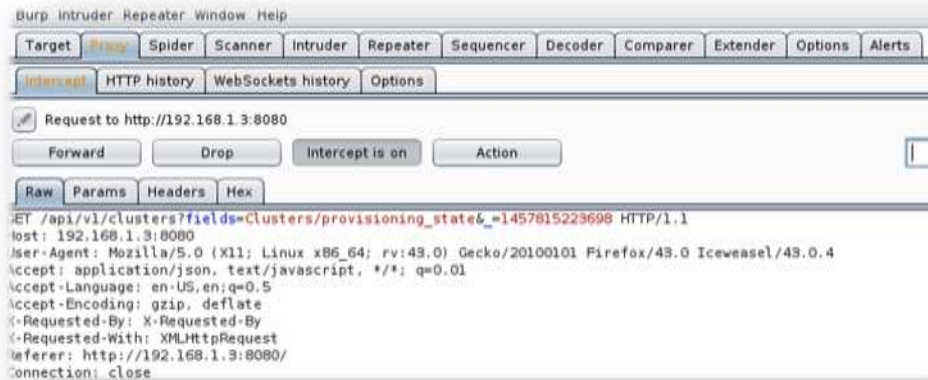 Burp Intruder Repeater Window Help
Target Proxy Spider Scanner Intruder Repeater Sequencer Decoder Comparer Extender Options Alerts
Intercept HTTP history WebSockets history Options
Request to http://192.168.1.3:8080
Forward Drop Intercept is on Action
Raw Params Headers Hex
GET /api/v1/clusters?fields=Clusters/provisioning_state&_=1457815223698 HTTP/1.1
Host: 192.168.1.3:8080
User-Agent: Mozilla/5.0 (X11; Linux x86_64; rv:43.0) Gecko/20100101 Firefox/43.0 Iceweasel/43.0.4
Accept: application/json, text/javascript, */*; q=0.01
Accept-Language: en-US,en;q=0.5
Accept-Encoding: gzip, deflate
X-Requested-By: X-Requested-By
X-Requested-With: XMLHttpRequest
Referer: http://192.168.1.3:8080/
Connection: close